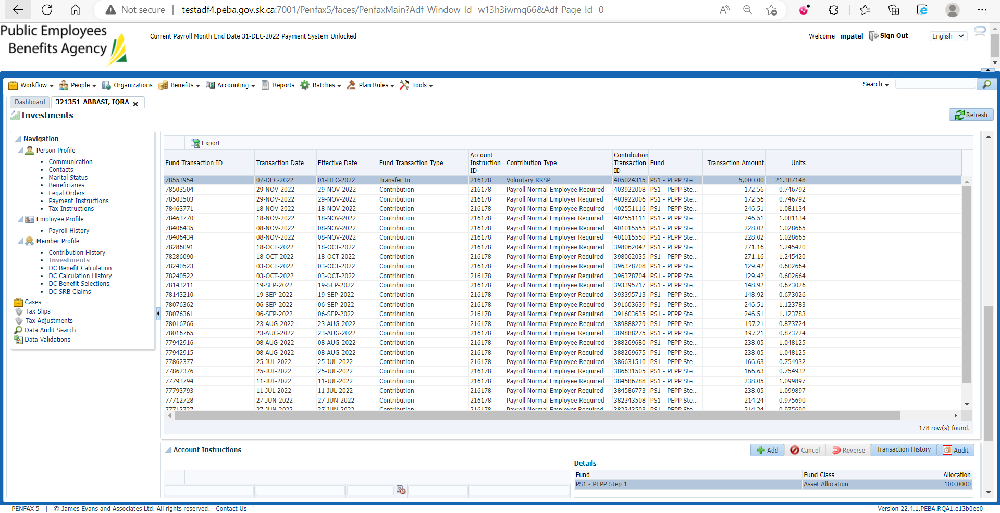 Not secure | testadf4.peba.gov.sk.ca:7001/Penfax5/faces/PenfaxMain?Adf-Window-Id=w13h3iwmq66&Adf-Page-Id=0
Public Employees
Benefits Agency
Current Payroll Month End Date 31-DEC-2022 Payment System Unlocked
Welcome mpatel Sign Out English
Workflow People Organizations Benefits Accounting Reports Batches Plan Rules Tools Search
Dashboard 321351-ABBASI, IQRA
Investments
Refresh
Navigation
Person Profile
Communication
Contacts
Marital Status
Beneficiaries
Legal Orders
Payment Instructions
Tax Instructions
Employee Profile
Payroll History
Member Profile
Contribution History
Investments
DC Benefit Calculation
DC Calculation History
DC Benefit Selections
DC SRB Claims
Cases
Tax Slips
Tax Adjustments
Data Audit Search
Data Validations
Export
Fund Transaction ID Transaction Date Effective Date Fund Transaction Type Account Instruction ID Contribution Type Contribution Transaction ID Fund Transaction Amount Units
78553954 07-DEC-2022 01-DEC-2022 Transfer In 216178 Voluntary RRSP 405024315 PS1 - PEPP Ste... 5,000.00 21.387148
78503504 29-NOV-2022 29-NOV-2022 Contribution 216178 Payroll Normal Employee Required 403922008 PS1 - PEPP Ste... 172.56 0.746792
78503503 29-NOV-2022 29-NOV-2022 Contribution 216178 Payroll Normal Employer Required 403922006 PS1 - PEPP Ste... 172.56 0.746792
78463771 18-NOV-2022 18-NOV-2022 Contribution 216178 Payroll Normal Employee Required 402551116 PS1 - PEPP Ste... 246.51 1.081134
78463770 18-NOV-2022 18-NOV-2022 Contribution 216178 Payroll Normal Employer Required 402551111 PS1 - PEPP Ste... 246.51 1.081134
78406435 08-NOV-2022 08-NOV-2022 Contribution 216178 Payroll Normal Employee Required 401015555 PS1 - PEPP Ste... 228.02 1.028665
78406434 08-NOV-2022 08-NOV-2022 Contribution 216178 Payroll Normal Employer Required 401015550 PS1 - PEPP Ste... 228.02 1.028665
78286091 18-OCT-2022 18-OCT-2022 Contribution 216178 Payroll Normal Employee Required 398062042 PS1 - PEPP Ste... 271.16 1.245420
78286090 18-OCT-2022 18-OCT-2022 Contribution 216178 Payroll Normal Employer Required 398062035 PS1 - PEPP Ste... 271.16 1.245420
78240523 03-OCT-2022 03-OCT-2022 Contribution 216178 Payroll Normal Employer Required 396378708 PS1 - PEPP Ste... 129.42 0.602664
78240522 03-OCT-2022 03-OCT-2022 Contribution 216178 Payroll Normal Employee Required 396378704 PS1 - PEPP Ste... 129.42 0.602664
78143211 19-SEP-2022 19-SEP-2022 Contribution 216178 Payroll Normal Employer Required 393395717 PS1 - PEPP Ste... 148.92 0.673026
78143210 19-SEP-2022 19-SEP-2022 Contribution 216178 Payroll Normal Employee Required 393395713 PS1 - PEPP Ste... 148.92 0.673026
78076362 06-SEP-2022 06-SEP-2022 Contribution 216178 Payroll Normal Employee Required 391603639 PS1 - PEPP Ste... 246.51 1.123783
78076361 06-SEP-2022 06-SEP-2022 Contribution 216178 Payroll Normal Employer Required 391603635 PS1 - PEPP Ste... 246.51 1.123783
78016766 23-AUG-2022 23-AUG-2022 Contribution 216178 Payroll Normal Employee Required 389888279 PS1 - PEPP Ste... 197.21 0.873724
78016765 23-AUG-2022 23-AUG-2022 Contribution 216178 Payroll Normal Employer Required 389888275 PS1 - PEPP Ste... 197.21 0.873724
77942916 08-AUG-2022 08-AUG-2022 Contribution 216178 Payroll Normal Employee Required 388269680 PS1 - PEPP Ste... 238.05 1.048125
77942915 08-AUG-2022 08-AUG-2022 Contribution 216178 Payroll Normal Employer Required 388269675 PS1 - PEPP Ste... 238.05 1.048125
77862377 25-JUL-2022 25-JUL-2022 Contribution 216178 Payroll Normal Employee Required 386631510 PS1 - PEPP Ste... 166.63 0.754932
77862376 25-JUL-2022 25-JUL-2022 Contribution 216178 Payroll Normal Employer Required 386631505 PS1 - PEPP Ste... 166.63 0.754932
77793794 11-JUL-2022 11-JUL-2022 Contribution 216178 Payroll Normal Employer Required 384586788 PS1 - PEPP Ste... 238.05 1.099897
77793793 11-JUL-2022 11-JUL-2022 Contribution 216178 Payroll Normal Employee Required 384586773 PS1 - PEPP Ste... 238.05 1.099897
77712728 27-JUN-2022 27-JUN-2022 Contribution 216178 Payroll Normal Employee Required 382343508 PS1 - PEPP Ste... 214.24 0.975690
77712727 27-JUN-2022 27-JUN-2022 Contribution 216178 Payroll Normal Employer Required 382343503 PS1 - PEPP Ste... 214.24 0.975690
178 row(s) found.
Account Instructions
Add Cancel Reverse Transaction History Audit
Details
Fund Fund Class Allocation
PS1 - PEPP Step 1 Asset Allocation 100.0000
PENFAX 5 | © James Evans and Associates Ltd. All rights reserved. Contact Us
Version 22.4.1.PEBA.RQA1.e13b0ee0